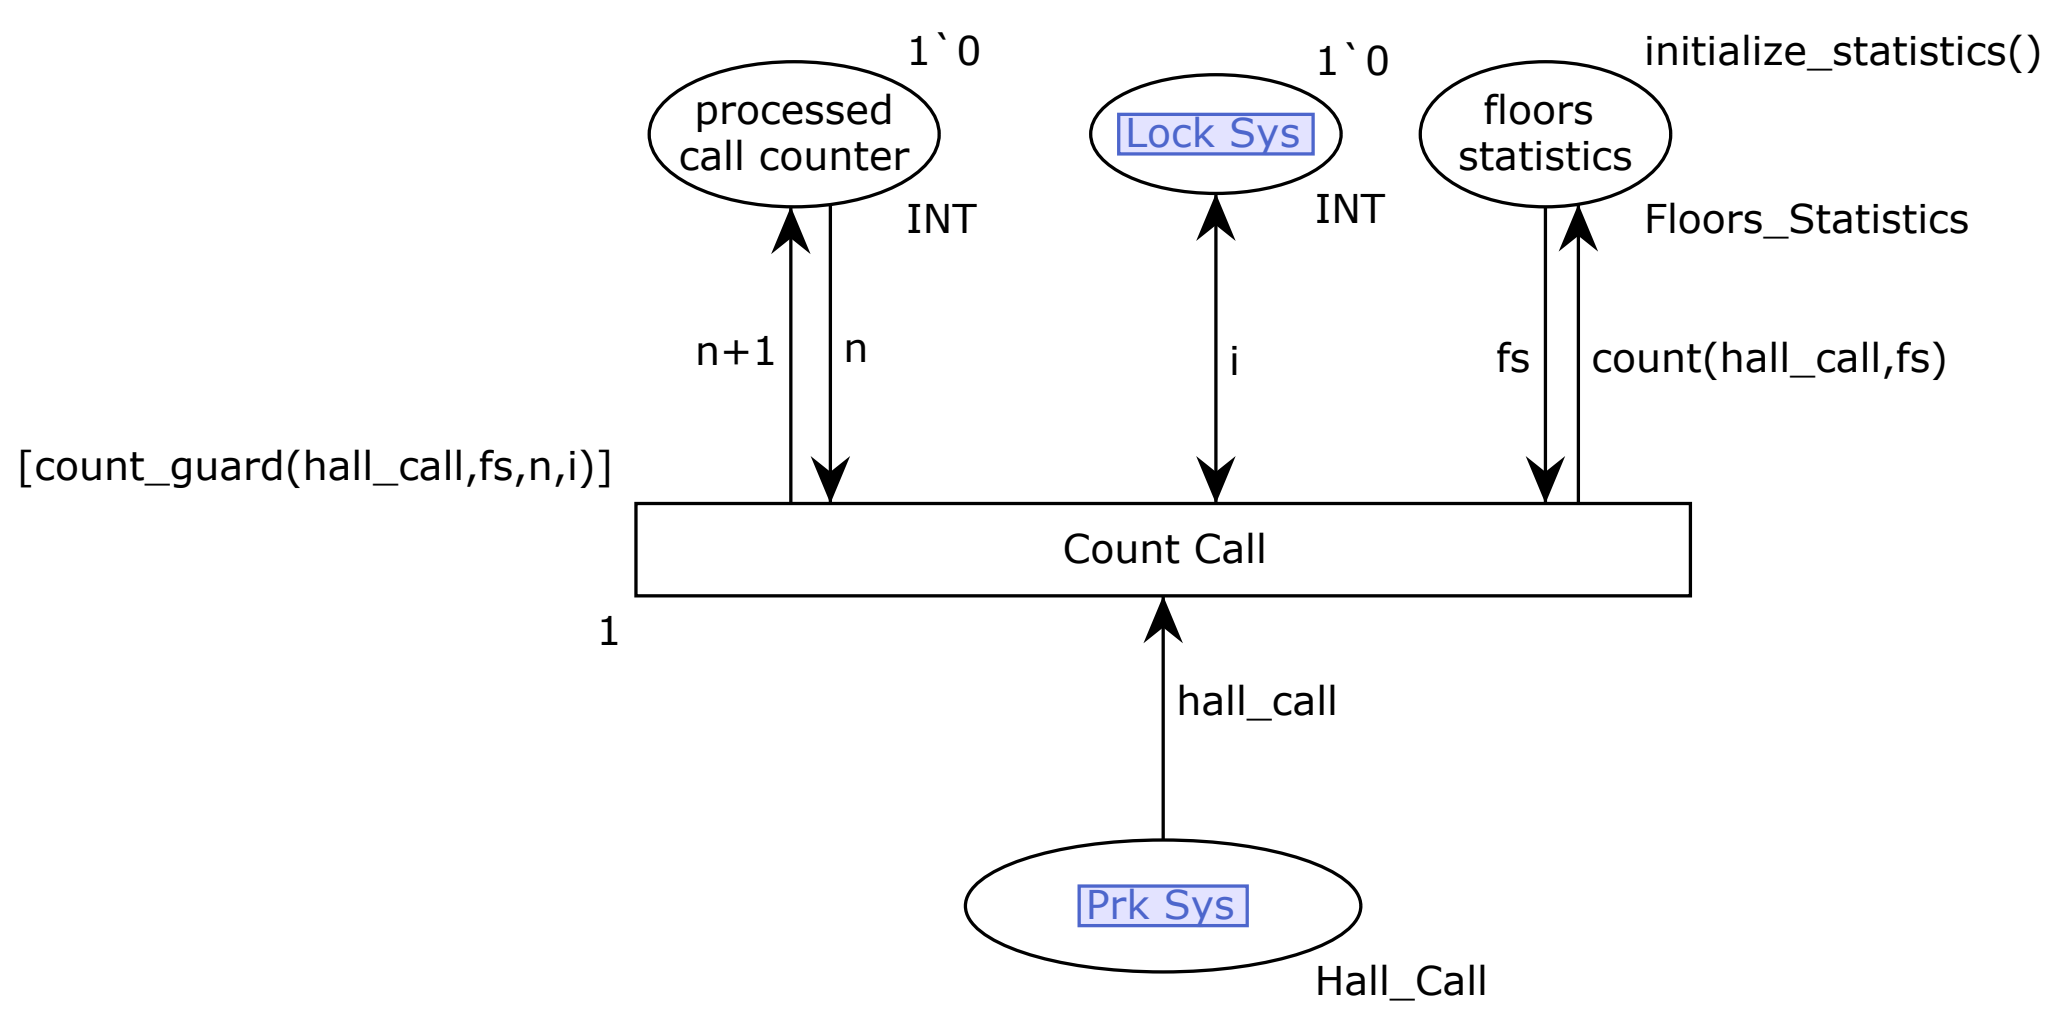 1`0
1`0
initialize_statistics()
processed
call counter
Lock Sys
floors
statistics
INT
INT
Floors_Statistics
n+1
n
i
fs
count(hall_call,fs)
[count_guard(hall_call,fs,n,i)]
Count Call
1
hall_call
Prk Sys
Hall_Call